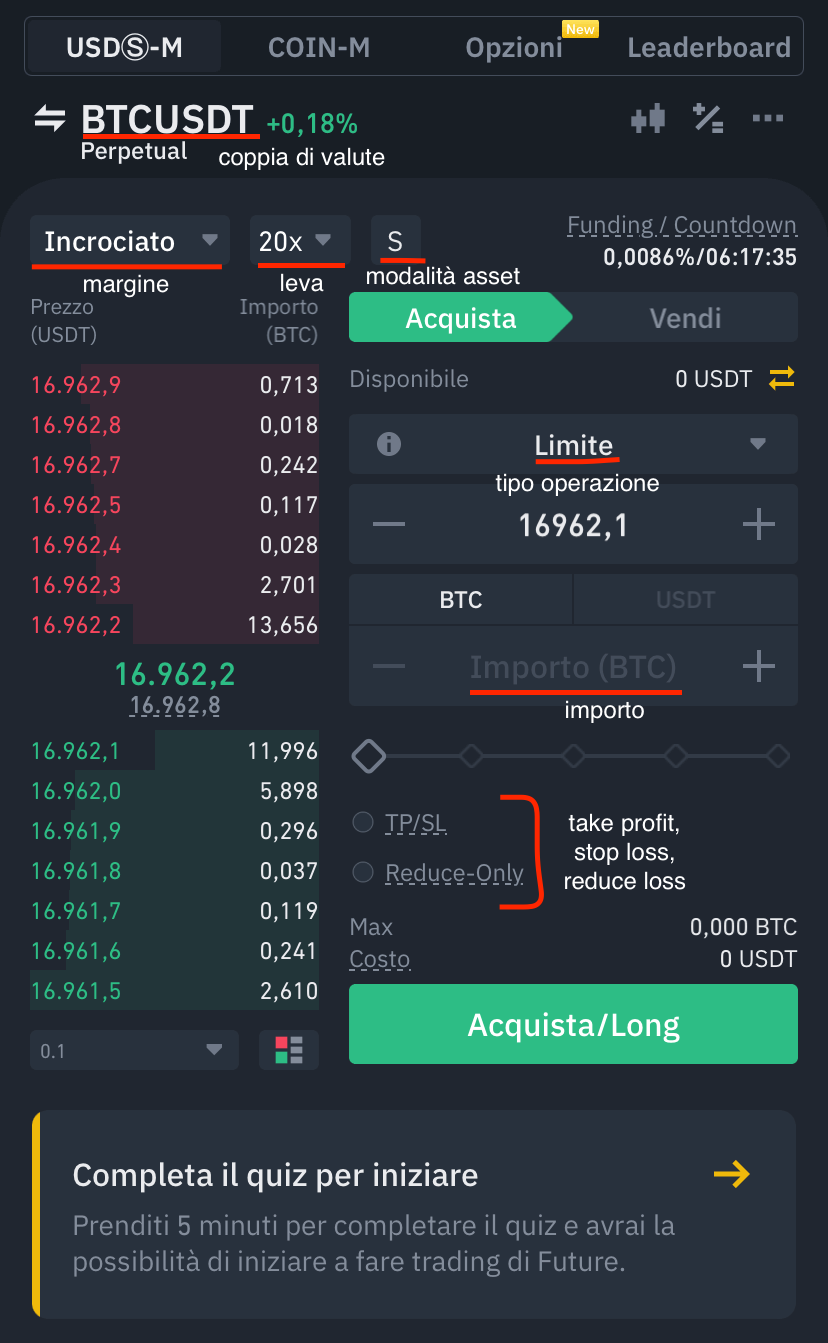 USDⓈ-M COIN-M Opzioni New Leaderboard
BTCUSDT +0,18%
Perpetual coppia di valute
Incrociato 20x S
margine leva modalità asset
Funding / Countdown
0,0086%/06:17:35
Prezzo Importo
(USDT) (BTC)
16.962,9 0,713
16.962,8 0,018
16.962,7 0,242
16.962,5 0,117
16.962,4 0,028
16.962,3 2,701
16.962,2 13,656
16.962,2
16.962,8
16.962,1 11,996
16.962,0 5,898
16.961,9 0,296
16.961,8 0,037
16.961,7 0,119
16.961,6 0,241
16.961,5 2,610
0.1
Acquista Vendi
Disponibile 0 USDT
Limite
tipo operazione
16962,1
BTC USDT
Importo (BTC)
importo
TP/SL
Reduce-Only
take profit,
stop loss,
reduce loss
Max 0,000 BTC
Costo 0 USDT
Acquista/Long
Completa il quiz per iniziare
Prenditi 5 minuti per completare il quiz e avrai la
possibilità di iniziare a fare trading di Future.